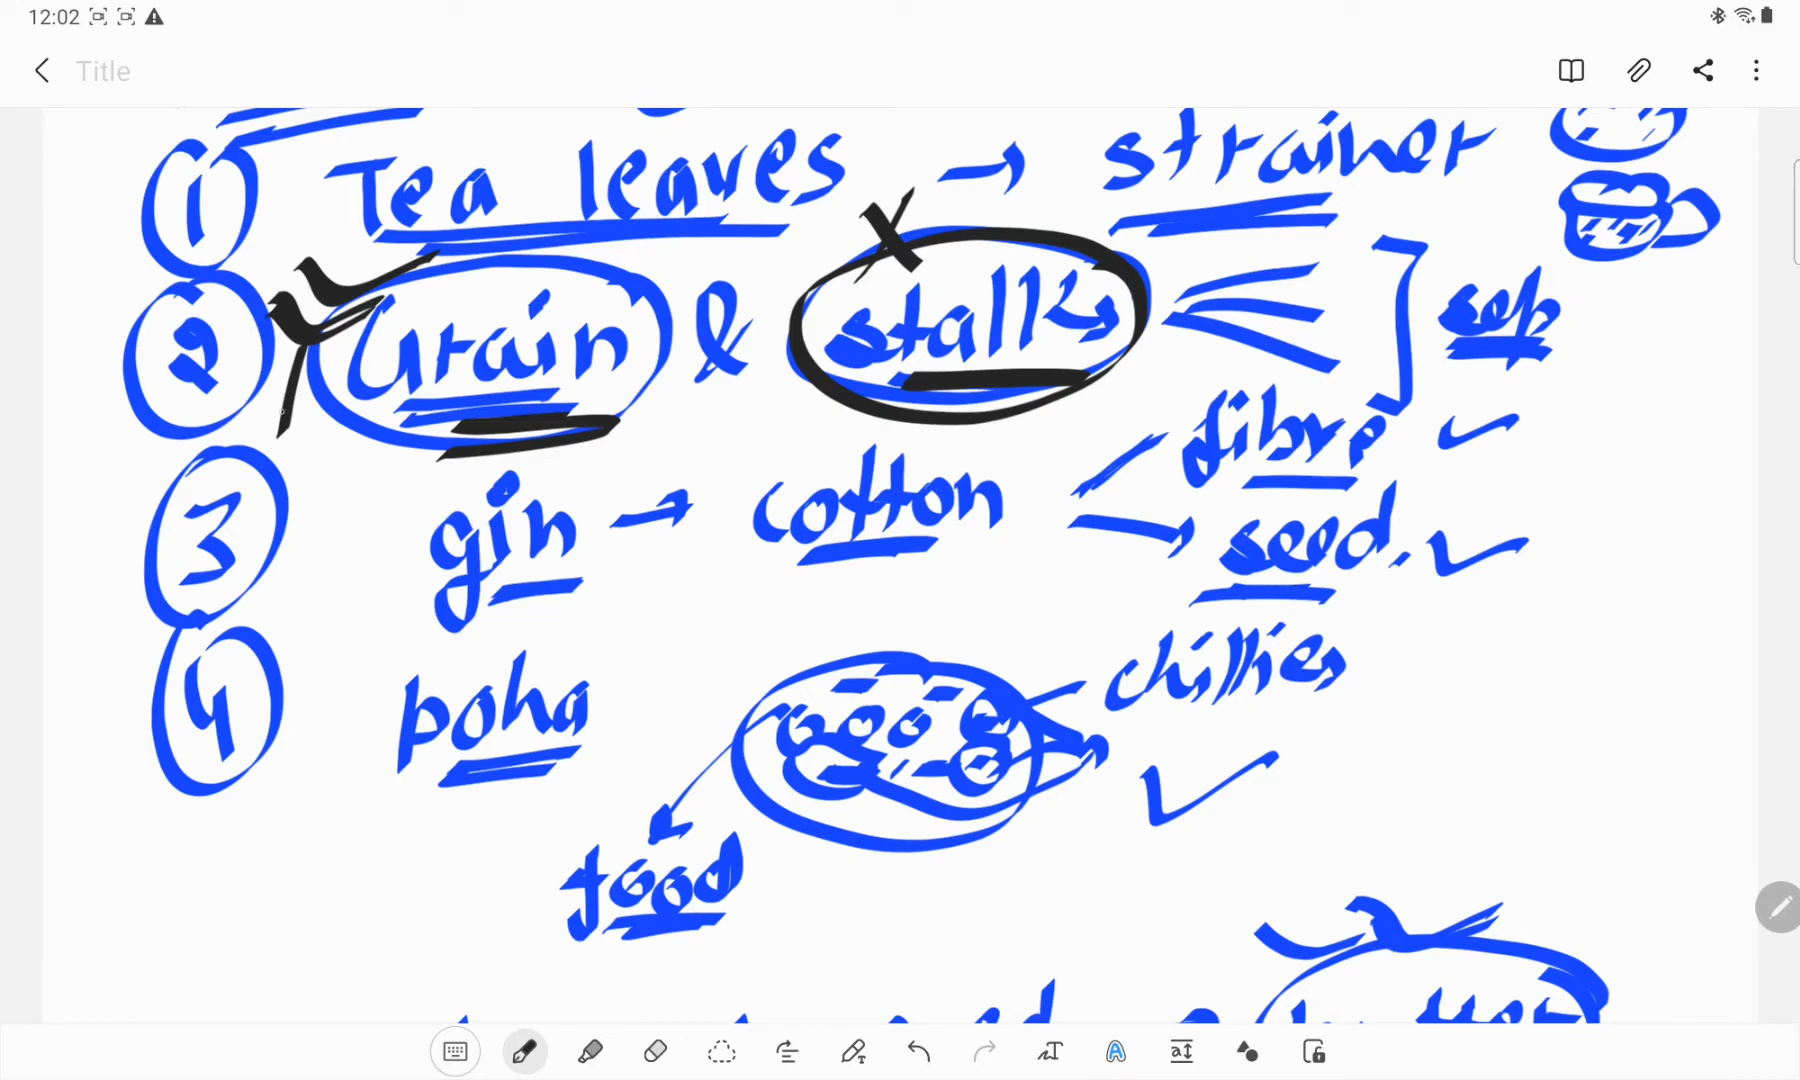 12:02
Title
① Tea leaves → strainer
② Grain & stalks sep
③ gin → cotton fibre
seed.
④ poha chillies
food